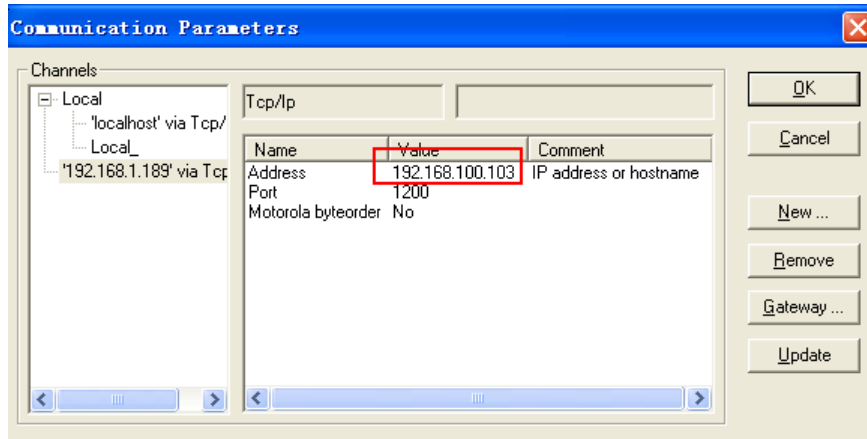 Communication Parameters
Channels
Local
'localhost' via Tcp/
Local_
'192.168.1.189' via Tcp
Tcp/Ip
Name Value Comment
Address 192.168.100.103 IP address or hostname
Port 1200
Motorola byteorder No
OK
Cancel
New ...
Remove
Gateway ...
Update